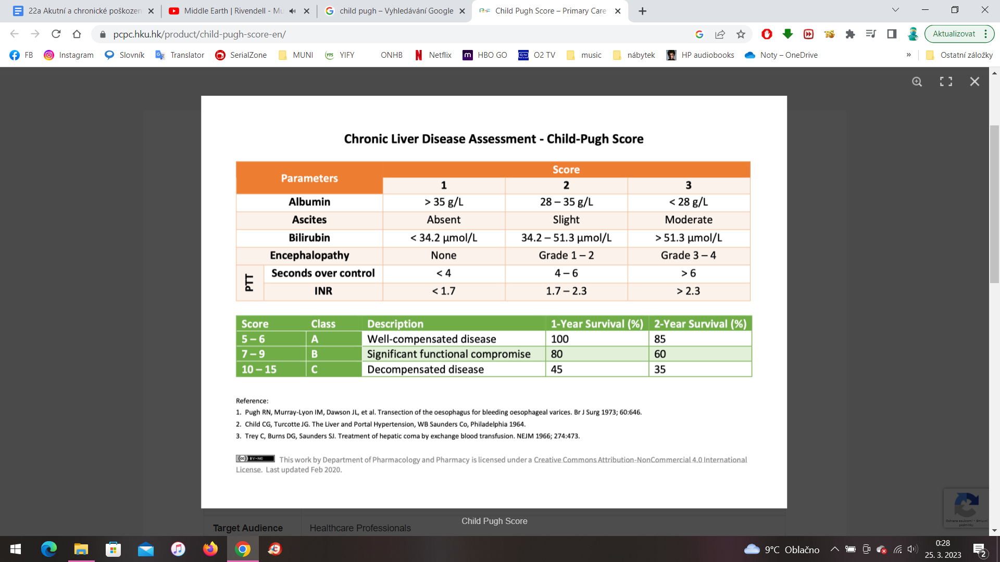 22a Akutní a chronické poškozen
Middle Earth | Rivendell - Mu
child pugh – Vyhledávání Google
Child Pugh Score – Primary Care
pcpc.hku.hk/product/child-pugh-score-en/
Aktualizovat
FB Instagram Slovník Translator SerialZone MUNI YIFY ONHB Netflix HBO GO O2 TV music nábytek HP audiobooks Noty – OneDrive » Ostatní záložky
Chronic Liver Disease Assessment - Child-Pugh Score
Parameters Score
1 2 3
Albumin > 35 g/L 28 – 35 g/L < 28 g/L
Ascites Absent Slight Moderate
Bilirubin < 34.2 µmol/L 34.2 – 51.3 µmol/L > 51.3 µmol/L
Encephalopathy None Grade 1 – 2 Grade 3 – 4
PTT Seconds over control < 4 4 – 6 > 6
INR < 1.7 1.7 – 2.3 > 2.3
Score Class Description 1-Year Survival (%) 2-Year Survival (%)
5 – 6 A Well-compensated disease 100 85
7 – 9 B Significant functional compromise 80 60
10 – 15 C Decompensated disease 45 35
Reference:
1. Pugh RN, Murray-Lyon IM, Dawson JL, et al. Transection of the oesophagus for bleeding oesophageal varices. Br J Surg 1973; 60:646.
2. Child CG, Turcotte JG. The Liver and Portal Hypertension, WB Saunders Co, Philadelphia 1964.
3. Trey C, Burns DG, Saunders SJ. Treatment of hepatic coma by exchange blood transfusion. NEJM 1966; 274:473.
(cc) BY-NC This work by Department of Pharmacology and Pharmacy is licensed under a Creative Commons Attribution-NonCommercial 4.0 International
License. Last updated Feb 2020.
Child Pugh Score
Target Audience Healthcare Professionals
9°C Oblačno
0:28
25. 3. 2023
2